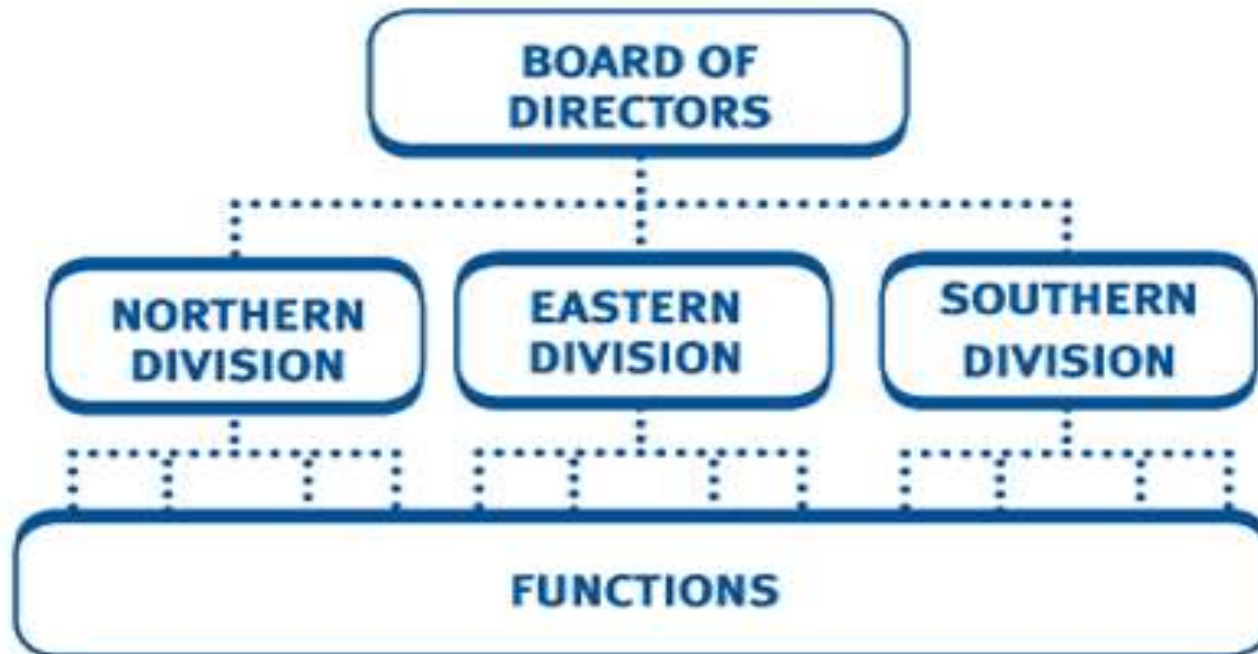 BOARD OF
DIRECTORS
NORTHERN
DIVISION
EASTERN
DIVISION
SOUTHERN
DIVISION
FUNCTIONS